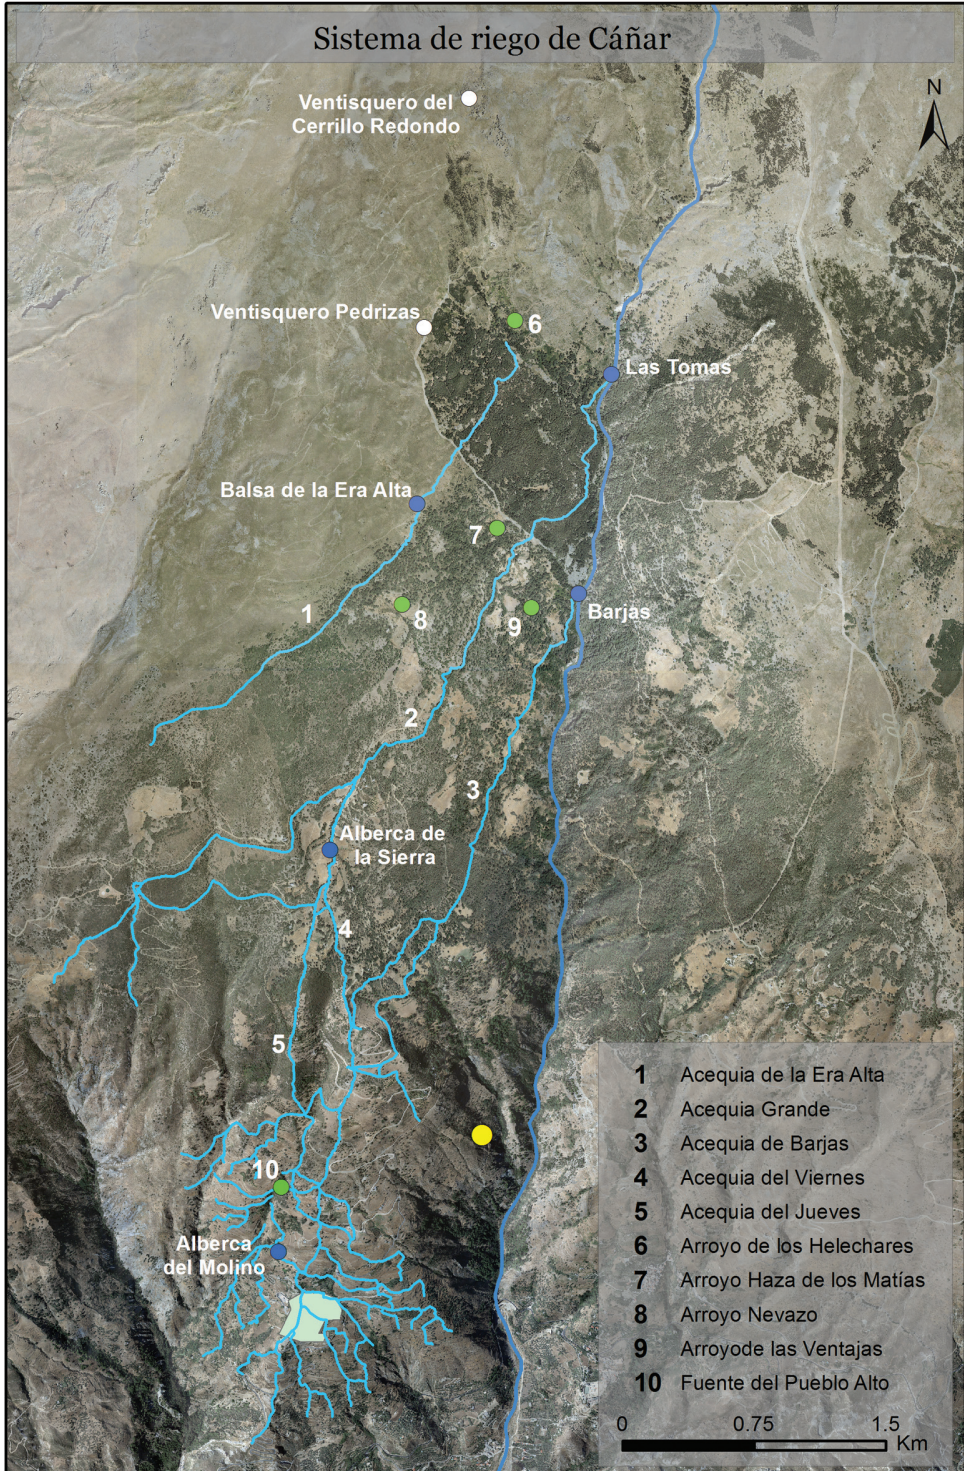 Sistema de riego de Cáñar
N
Ventisquero del
Cerrillo Redondo
Ventisquero Pedrizas
6
Las Tomas
Balsa de la Era Alta
7
1
8
9
Barjas
2
3
Alberca de
la Sierra
4
5
10
Alberca
del Molino
1 Acequia de la Era Alta
2 Acequia Grande
3 Acequia de Barjas
4 Acequia del Viernes
5 Acequia del Jueves
6 Arroyo de los Helechares
7 Arroyo Haza de los Matías
8 Arroyo Nevazo
9 Arroyode las Ventajas
10 Fuente del Pueblo Alto
0 0.75 1.5
Km